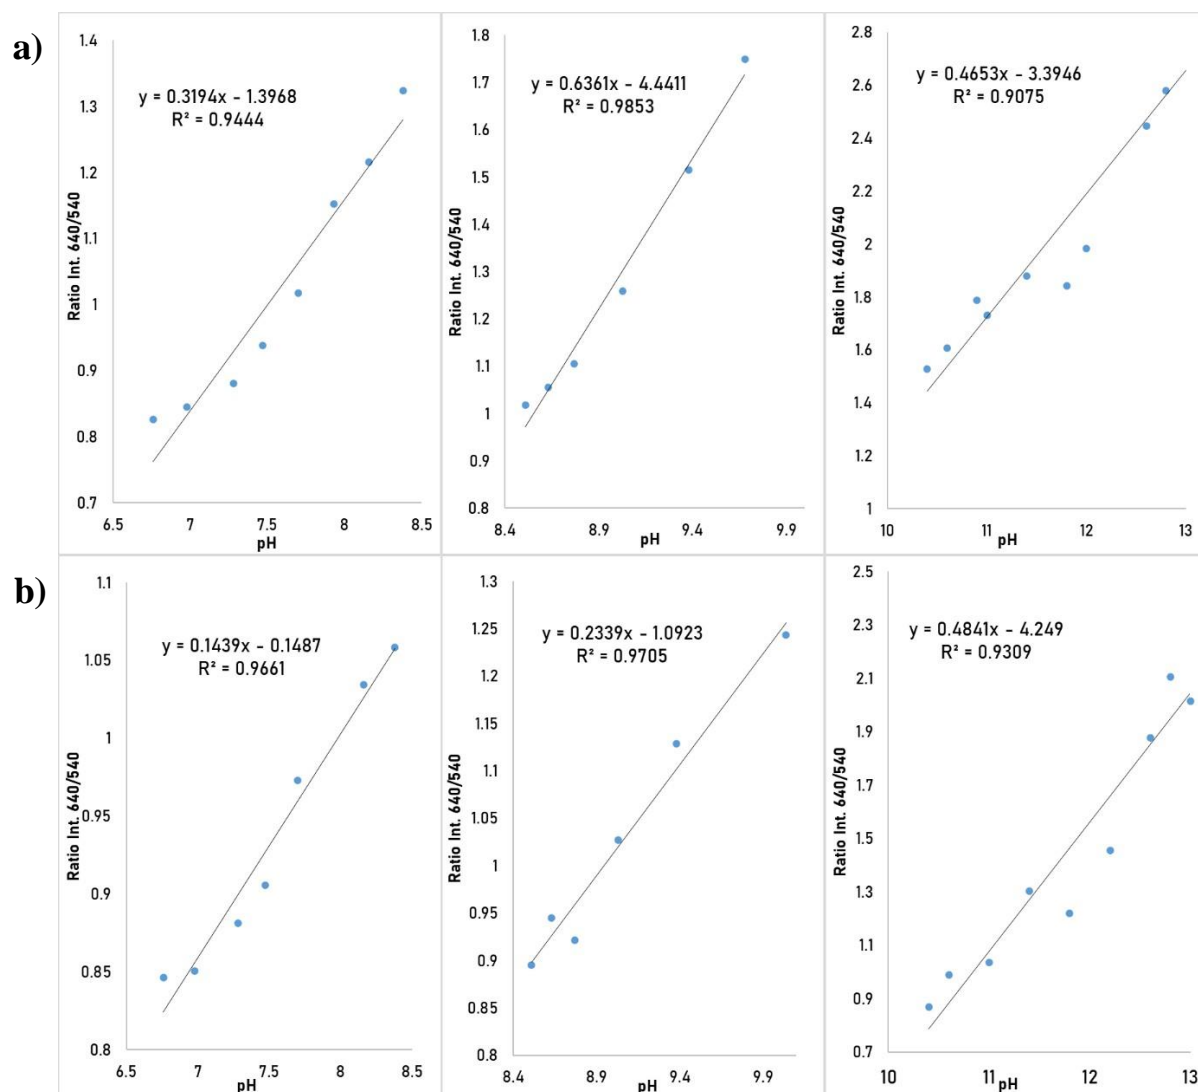 a)
1.4
1.3
1.2
1.1
1
0.9
0.8
0.7
y = 0.3194x - 1.3968
R² = 0.9444
Ratio Int. 640/540
6.5 7 7.5 8 8.5
pH
1.8
1.7
1.6
1.5
1.4
1.3
1.2
1.1
1
0.9
0.8
y = 0.6361x - 4.4411
R² = 0.9853
Ratio Int. 640/540
8.4 8.9 9.4 9.9
pH
2.8
2.6
2.4
2.2
2
1.8
1.6
1.4
1.2
1
y = 0.4653x - 3.3946
R² = 0.9075
Ratio Int. 640/540
10 11 12 13
pH
b)
1.1
1.05
1
0.95
0.9
0.85
0.8
y = 0.1439x - 0.1487
R² = 0.9661
Ratio Int. 640/540
6.5 7 7.5 8 8.5
pH
1.3
1.25
1.2
1.15
1.1
1.05
1
0.95
0.9
0.85
0.8
y = 0.2339x - 1.0923
R² = 0.9705
Ratio Int. 640/540
8.4 8.9 9.4 9.9
pH
2.5
2.3
2.1
1.9
1.7
1.5
1.3
1.1
0.9
0.7
y = 0.4841x - 4.249
R² = 0.9309
Ratio Int. 640/540
10 11 12 13
pH